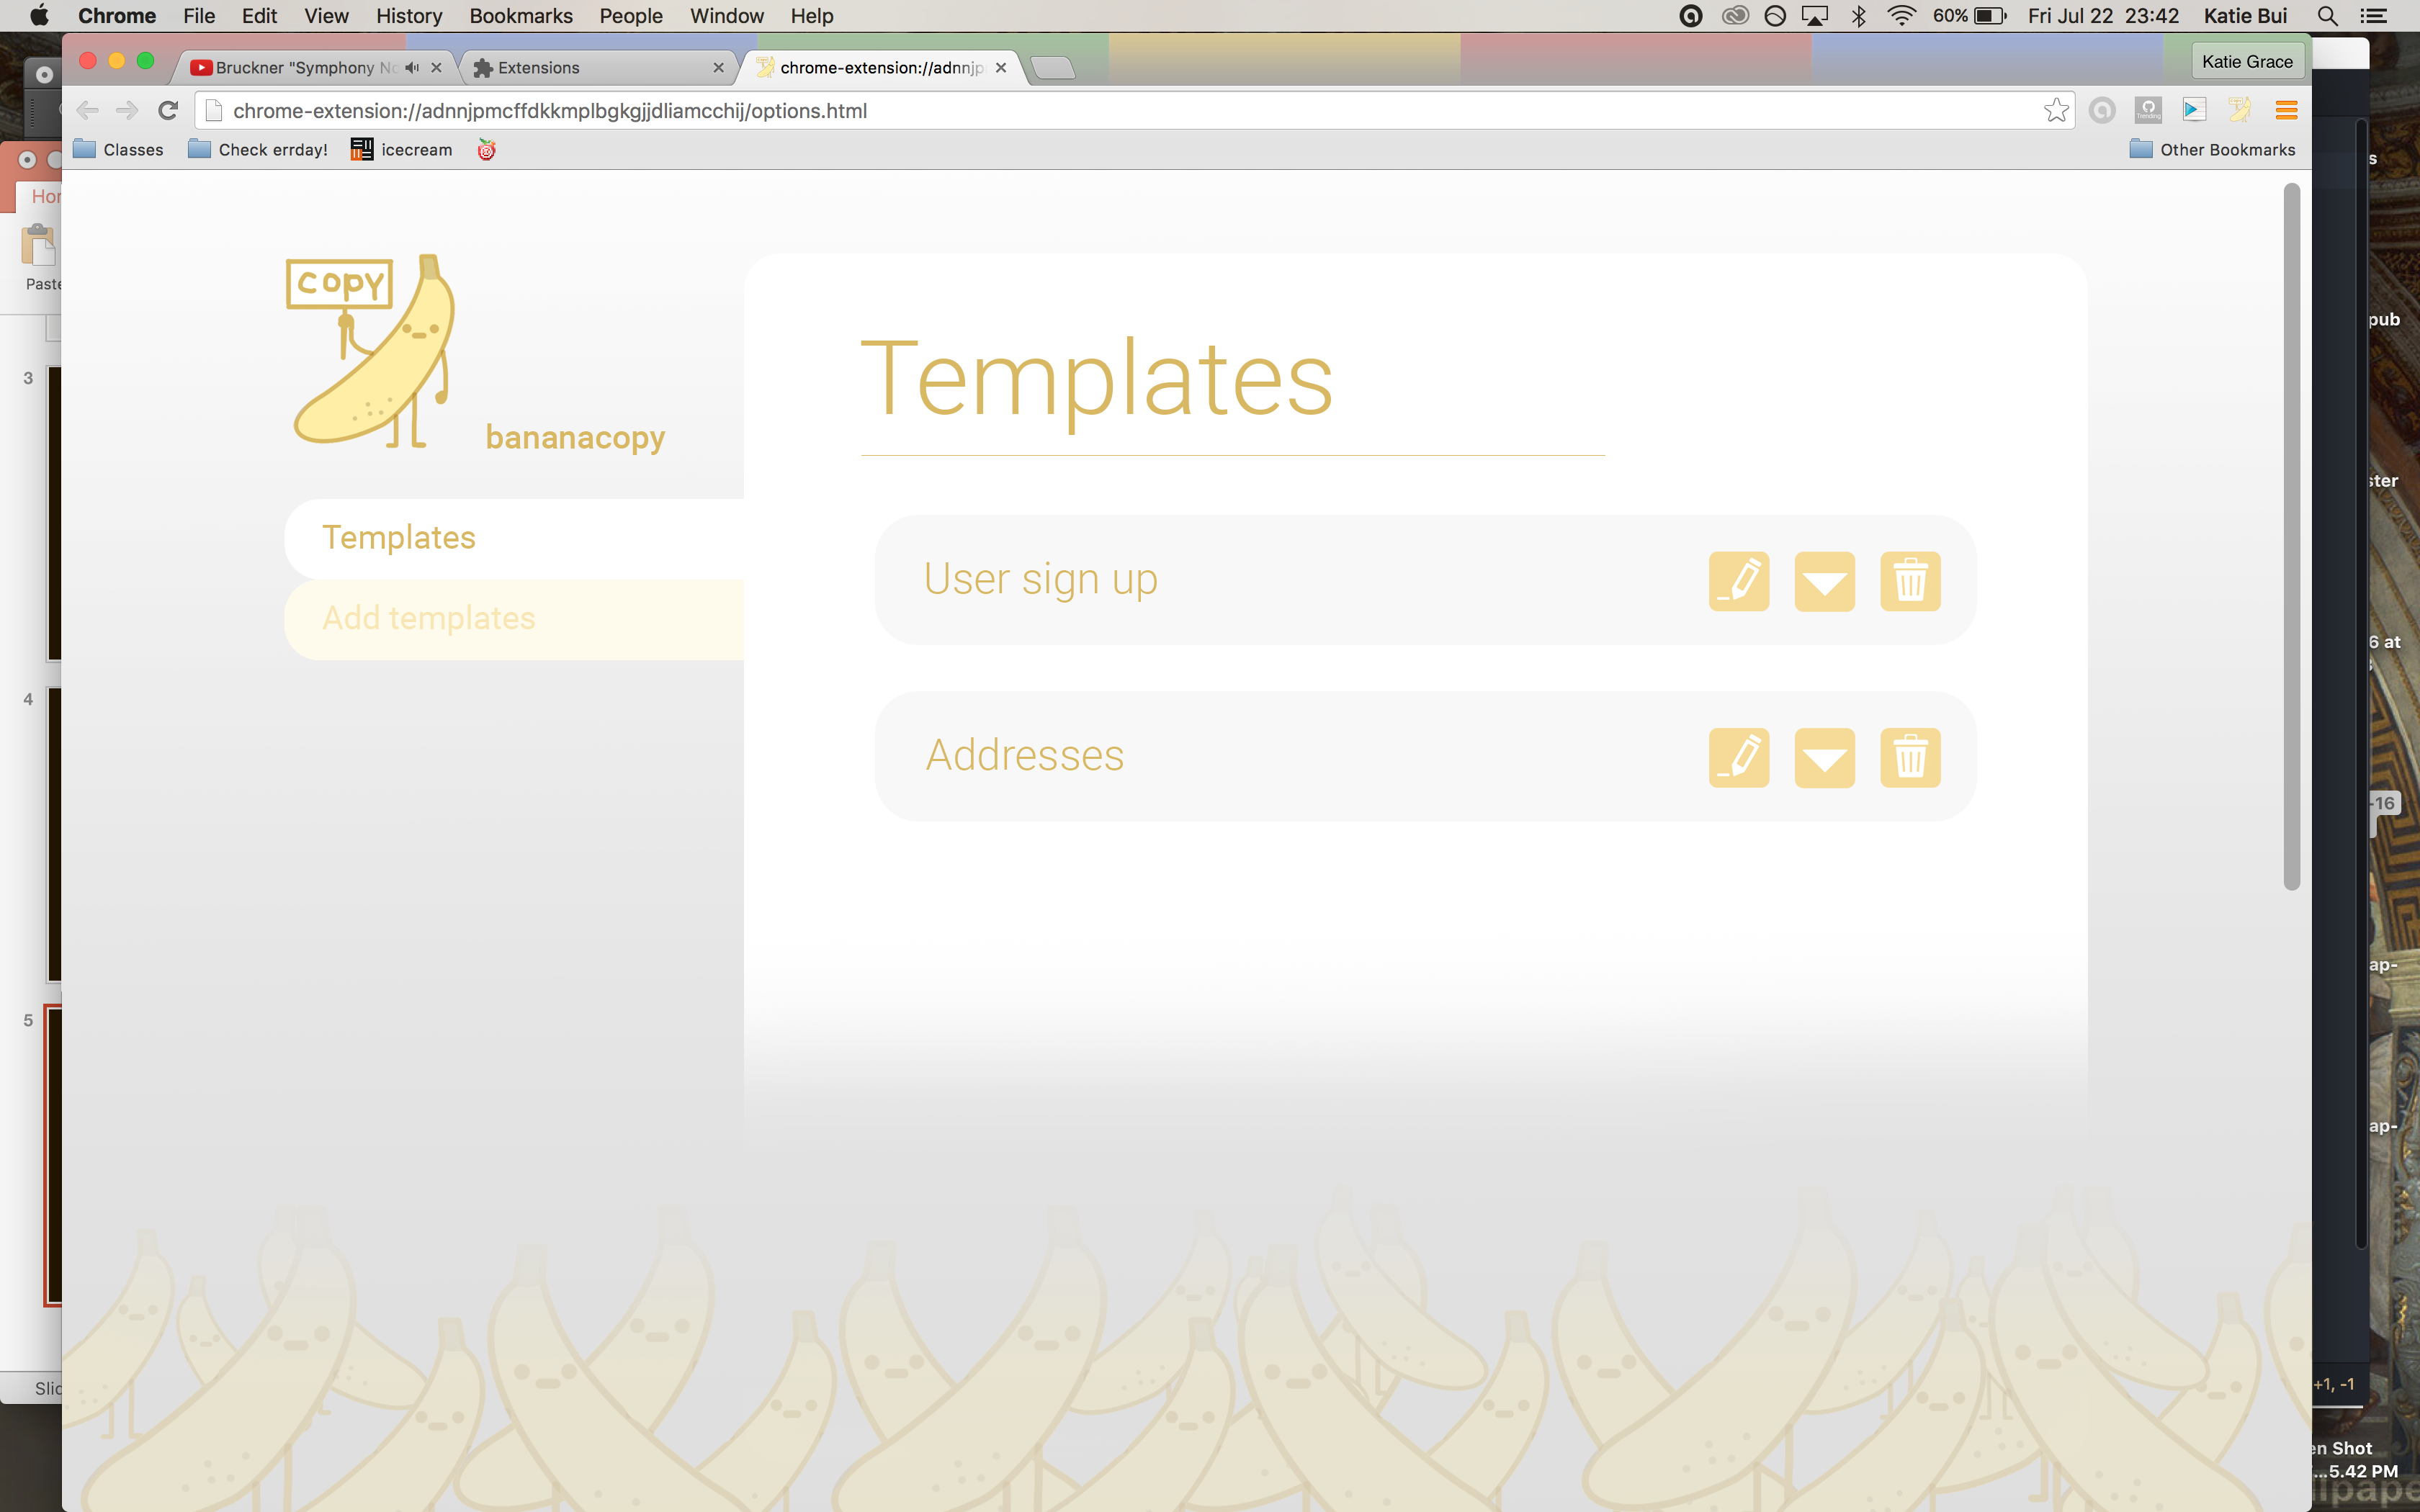 Chrome File Edit View History Bookmarks People Window Help 60% Fri Jul 22 23:42 Katie Bui
Bruckner "Symphony No
Extensions
chrome-extension://adnnjp
Katie Grace
chrome-extension://adnnjpmcffdkkmplbgkgjjdliamcchij/options.html
Trending
Classes Check errday! icecream Other Bookmarks
Paste
3
4
5
COPY
bananacopy
Templates
Add templates
Templates
User sign up
Addresses
pub
6 at
-16
ap-
ap-
+1, -1
en Shot
...5.42 PM